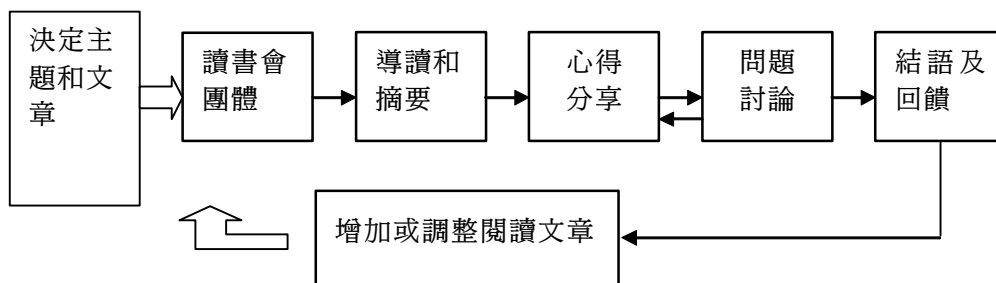 決定主
題和文
章
讀書會
團體
導讀和
摘要
心得
分享
問題
討論
結語及
回饋
增加或調整閱讀文章